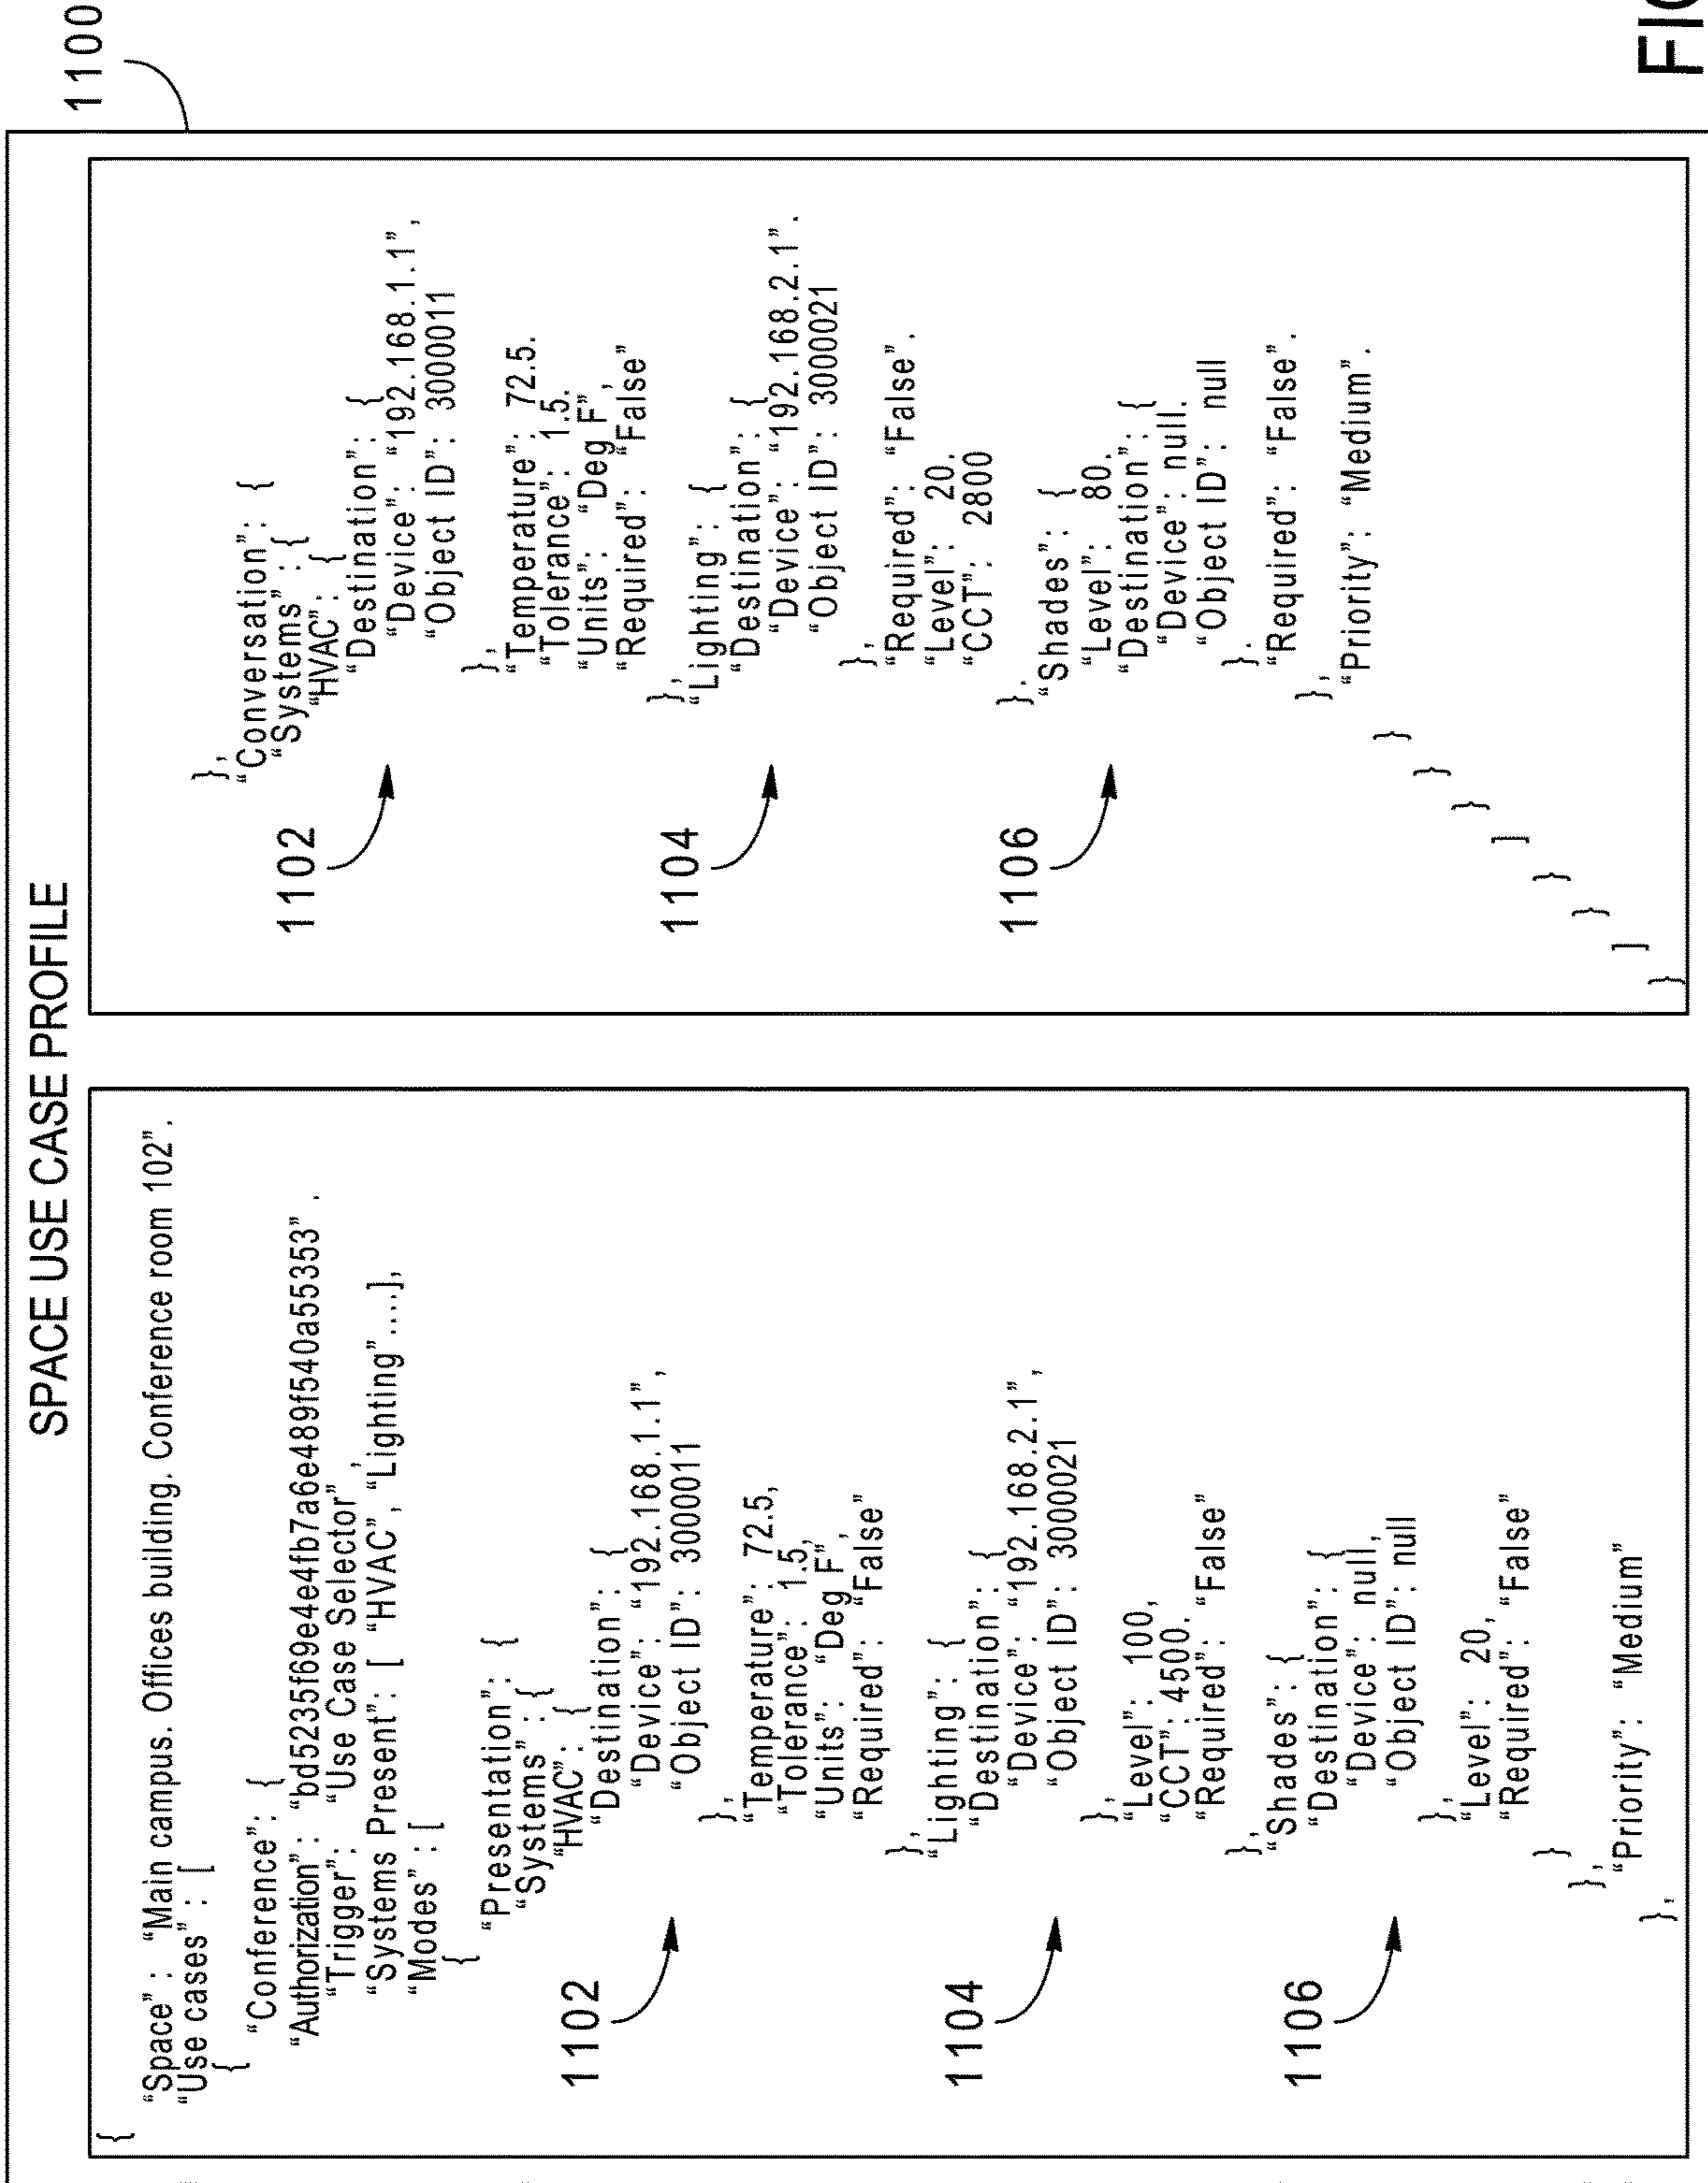 SPACE USE CASE PROFILE
1100
{
“Space”: “Main campus. Offices building. Conference room 102”.
“Use cases”: [
{
“Conference”: {
“Authorization”: “bd5235f69e4e4fb7a6e489f540a55353”.
“Trigger”: “Use Case Selector”,
“Systems Present”: [ “HVAC”, “Lighting”....],
“Modes”: [
{
“Presentation”: {
“Systems”: {
“HVAC”: {
“Destination”: {
1102
“Device”: “192.168.1.1”,
“Object ID”: 3000011
},
“Temperature”: 72.5,
“Tolerance”: 1.5,
“Units”: “Deg F”,
“Required”: “False”
},
“Lighting”: {
“Destination”: {
“Device”: “192.168.2.1”,
1104
“Object ID”: 3000021
},
“Level”: 100,
“CCT”: 4500.
“Required”: “False”
},
“Shades”: {
“Destination”: {
“Device”: null,
1106
“Object ID”: null
},
“Level”: 20,
“Required”: “False”
}
},
“Priority”: “Medium”
},
},
“Conversation”: {
“Systems”: {
“HVAC”: {
“Destination”: {
1102
“Device”: “192.168.1.1”,
“Object ID”: 3000011
},
“Temperature”: 72.5.
“Tolerance”: 1.5.
“Units”: “Deg F”,
“Required”: “False”
},
“Lighting”: {
“Destination”: {
1104
“Device”: “192.168.2.1”.
“Object ID”: 3000021
},
“Required”: “False”.
“Level”: 20.
“CCT”: 2800
}.
“Shades”: {
“Level”: 80.
1106
“Destination”: {
“Device”: null.
“Object ID”: null
}.
“Required”: “False”.
},
“Priority”: “Medium”.
}
}
}
]
}
}
]
}